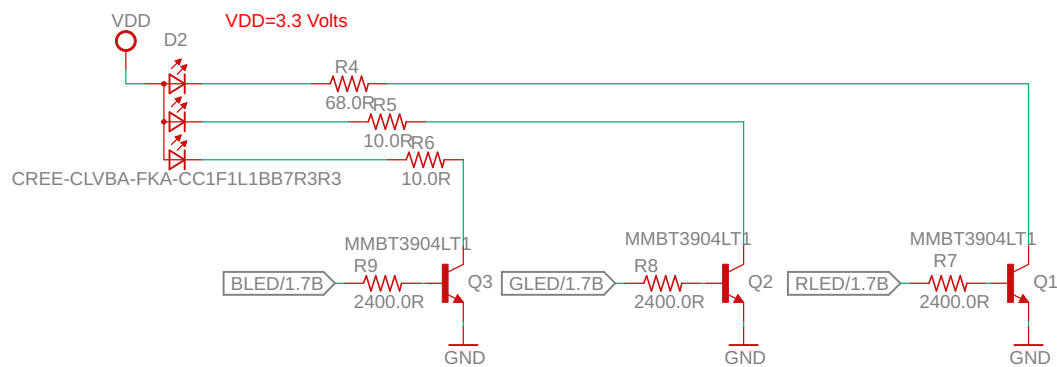 VDD
VDD=3.3 Volts
D2
R4
68.0R
R5
10.0R
R6
10.0R
CREE-CLVBA-FKA-CC1F1L1BB7R3R3
MMBT3904LT1
MMBT3904LT1
MMBT3904LT1
BLED/1.7B
R9
2400.0R
Q3
GLED/1.7B
R8
2400.0R
Q2
RLED/1.7B
R7
2400.0R
Q1
GND
GND
GND